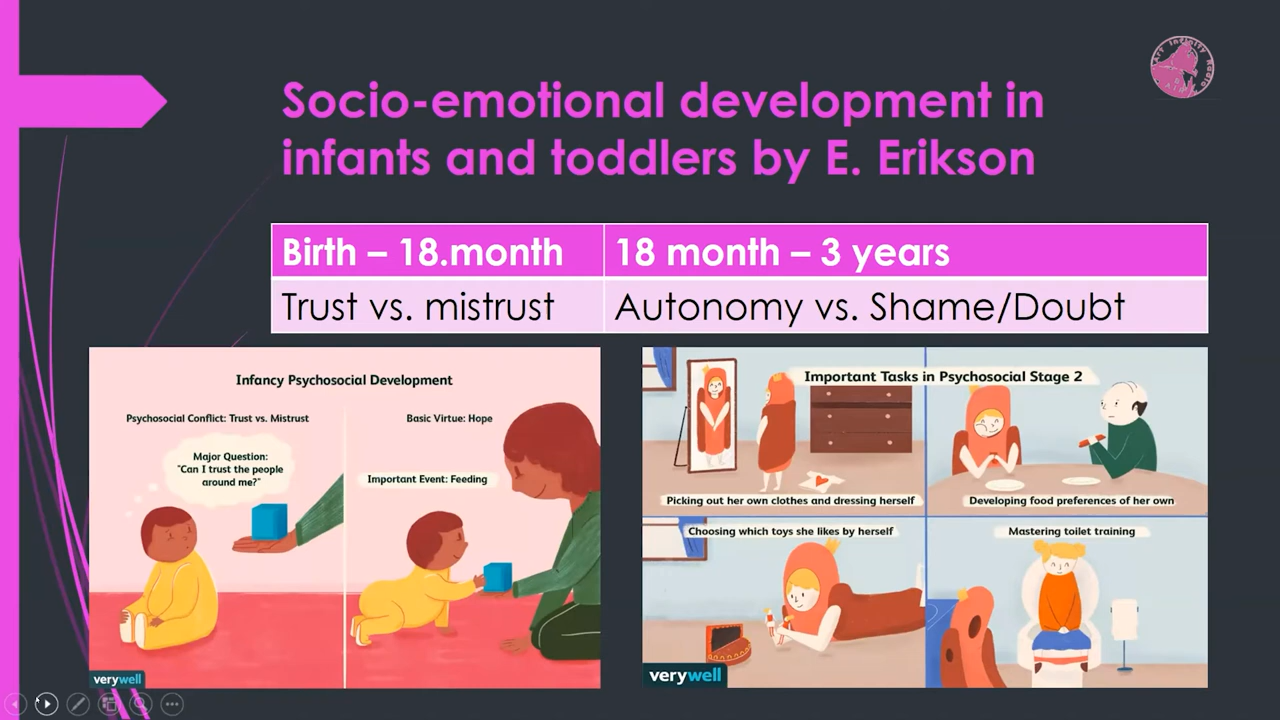 Socio-emotional development in
infants and toddlers by E. Erikson
Birth – 18.month
18 month – 3 years
Trust vs. mistrust
Autonomy vs. Shame/Doubt
Infancy Psychosocial Development
Psychosocial Conflict: Trust vs. Mistrust
Major Question:
"Can I trust the people
around me?"
Basic Virtue: Hope
Important Event: Feeding
verywell
Important Tasks in Psychosocial Stage 2
Picking out her own clothes and dressing herself
Developing food preferences of her own
Choosing which toys she likes by herself
Mastering toilet training
verywell